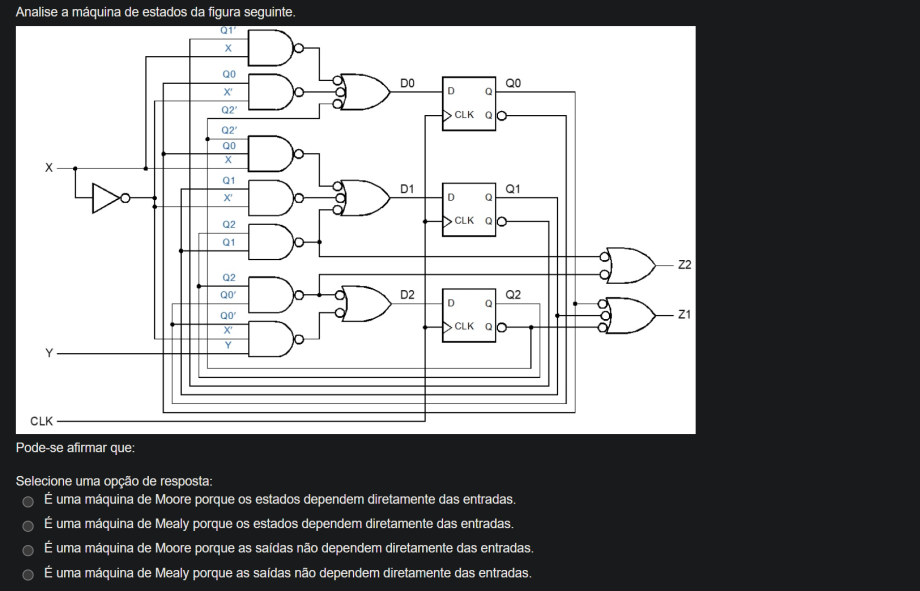 Analise a máquina de estados da figura seguinte.
Q1'
X
Q0
X'
Q2'
D0
Q0
D Q
CLK Q
Q2'
Q0
X
X
Q1
X'
D1
Q1
D Q
CLK Q
Q2
Q1
Z2
Q2
Q0'
D2
Q2
D Q
CLK Q
Z1
Q0'
X'
Y
Y
CLK
Pode-se afirmar que:
Selecione uma opção de resposta:
É uma máquina de Moore porque os estados dependem diretamente das entradas.
É uma máquina de Mealy porque os estados dependem diretamente das entradas.
É uma máquina de Moore porque as saídas não dependem diretamente das entradas.
É uma máquina de Mealy porque as saídas não dependem diretamente das entradas.